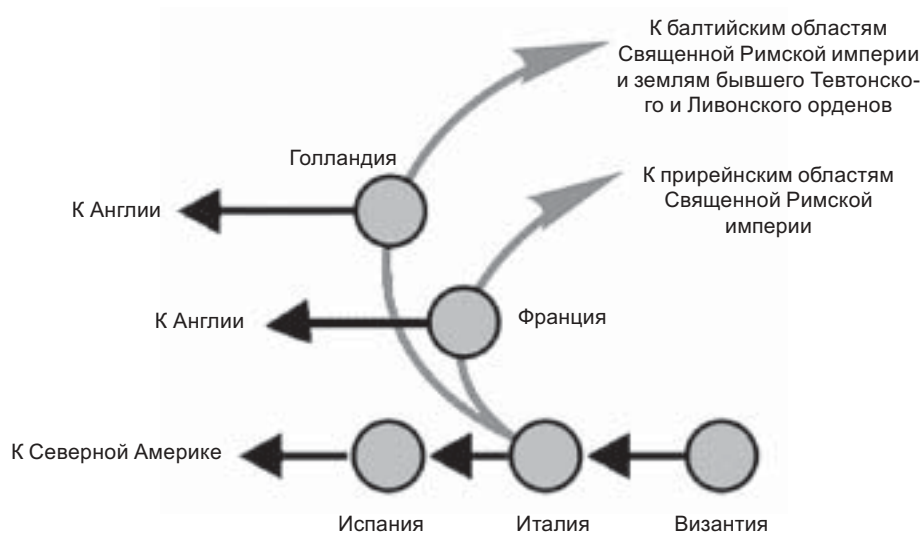 К балтийским областям
Священной Римской империи
и землям бывшего Тевтонско-
го и Ливонского орденов
Голландия
К прирейнским областям
Священной Римской
империи
К Англии
К Англии
Франция
К Северной Америке
Испания
Италия
Византия